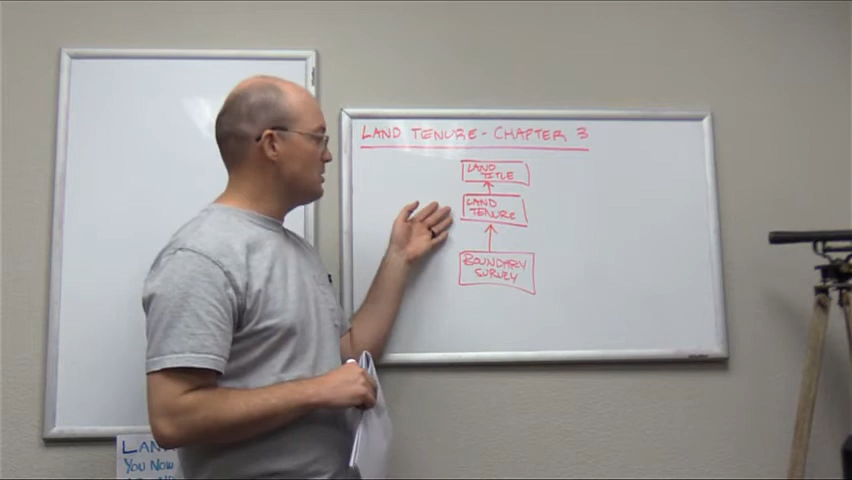 LAND TENURE - CHAPTER 3
LAND
TITLE
LAND
TENURE
BOUNDARY
SURVEY
LAN
YOU NOW